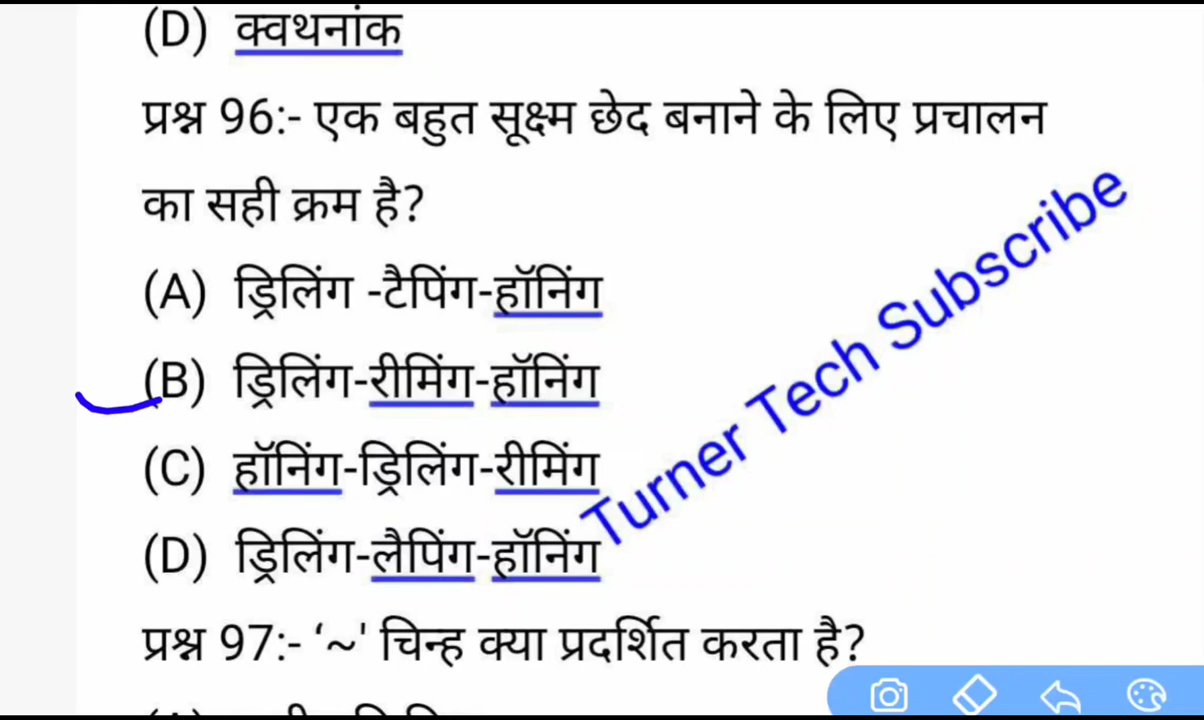 (D) क्वथनांक
प्रश्न 96:- एक बहुत सूक्ष्म छेद बनाने के लिए प्रचालन
का सही क्रम है?
(A) ड्रिलिंग -टैपिंग-हॉनिंग
(B) ड्रिलिंग-रीमिंग-हॉनिंग
(C) हॉनिंग-ड्रिलिंग-रीमिंग
(D) ड्रिलिंग-लैपिंग-हॉनिंग
Turner Tech Subscribe
प्रश्न 97:- ‘~' चिन्ह क्या प्रदर्शित करता है?